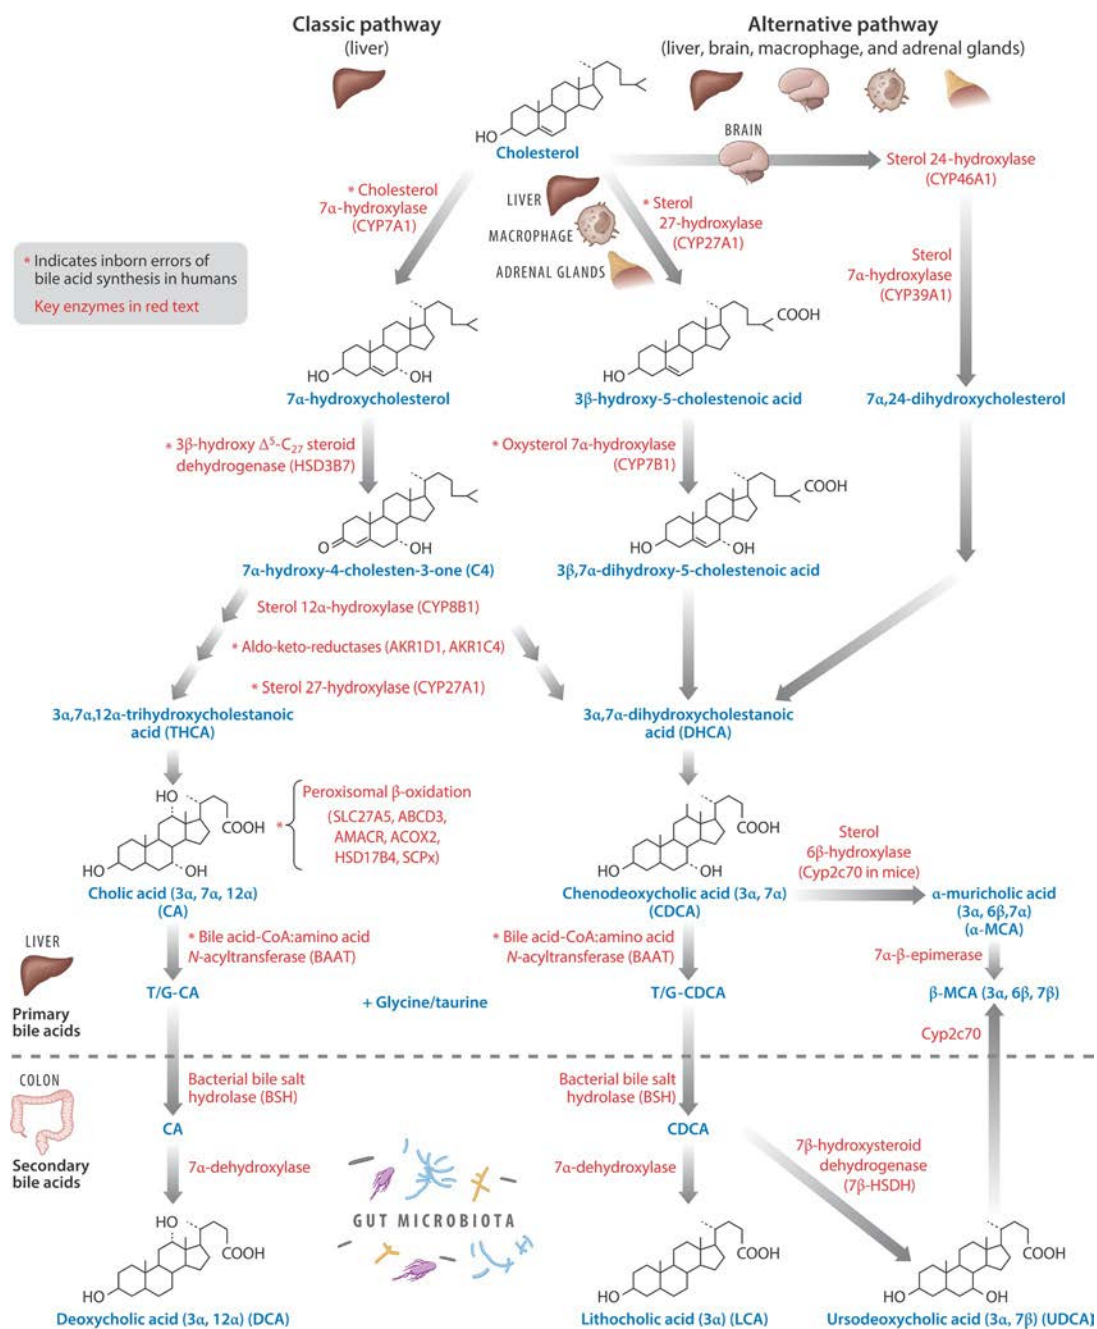 Classic pathway
(liver)
Alternative pathway
(liver, brain, macrophage, and adrenal glands)
HO
Cholesterol
BRAIN
Sterol 24-hydroxylase
(CYP46A1)
* Cholesterol
7α-hydroxylase
(CYP7A1)
LIVER
MACROPHAGE
ADRENAL GLANDS
* Sterol
27-hydroxylase
(CYP27A1)
Sterol
7α-hydroxylase
(CYP39A1)
* Indicates inborn errors of
bile acid synthesis in humans
Key enzymes in red text
HO
OH
7α-hydroxycholesterol
COOH
HO
3β-hydroxy-5-cholestenoic acid
7α,24-dihydroxycholesterol
* 3β-hydroxy Δ⁵-C₂₇ steroid
dehydrogenase (HSD3B7)
* Oxysterol 7α-hydroxylase
(CYP7B1)
O
OH
7α-hydroxy-4-cholesten-3-one (C4)
COOH
HO
OH
3β,7α-dihydroxy-5-cholestenoic acid
Sterol 12α-hydroxylase (CYP8B1)
* Aldo-keto-reductases (AKR1D1, AKR1C4)
* Sterol 27-hydroxylase (CYP27A1)
3α,7α,12α-trihydroxycholestanoic
acid (THCA)
3α,7α-dihydroxycholestanoic
acid (DHCA)
HO
COOH
HO
OH
Cholic acid (3α, 7α, 12α)
(CA)
*
Peroxisomal β-oxidation
(SLC27A5, ABCD3,
AMACR, ACOX2,
HSD17B4, SCPx)
COOH
HO
OH
Chenodeoxycholic acid (3α, 7α)
(CDCA)
Sterol
6β-hydroxylase
(Cyp2c70 in mice)
α-muricholic acid
(3α, 6β,7α)
(α-MCA)
LIVER
Primary
bile acids
* Bile acid-CoA:amino acid
N-acyltransferase (BAAT)
* Bile acid-CoA:amino acid
N-acyltransferase (BAAT)
7α-β-epimerase
T/G-CA
+ Glycine/taurine
T/G-CDCA
β-MCA (3α, 6β, 7β)
Cyp2c70
COLON
Secondary
bile acids
Bacterial bile salt
hydrolase (BSH)
Bacterial bile salt
hydrolase (BSH)
CA
CDCA
7α-dehydroxylase
7α-dehydroxylase
7β-hydroxysteroid
dehydrogenase
(7β-HSDH)
GUT MICROBIOTA
HO
COOH
HO
Deoxycholic acid (3α, 12α) (DCA)
COOH
HO
Lithocholic acid (3α) (LCA)
COOH
HO
OH
Ursodeoxycholic acid (3α, 7β) (UDCA)